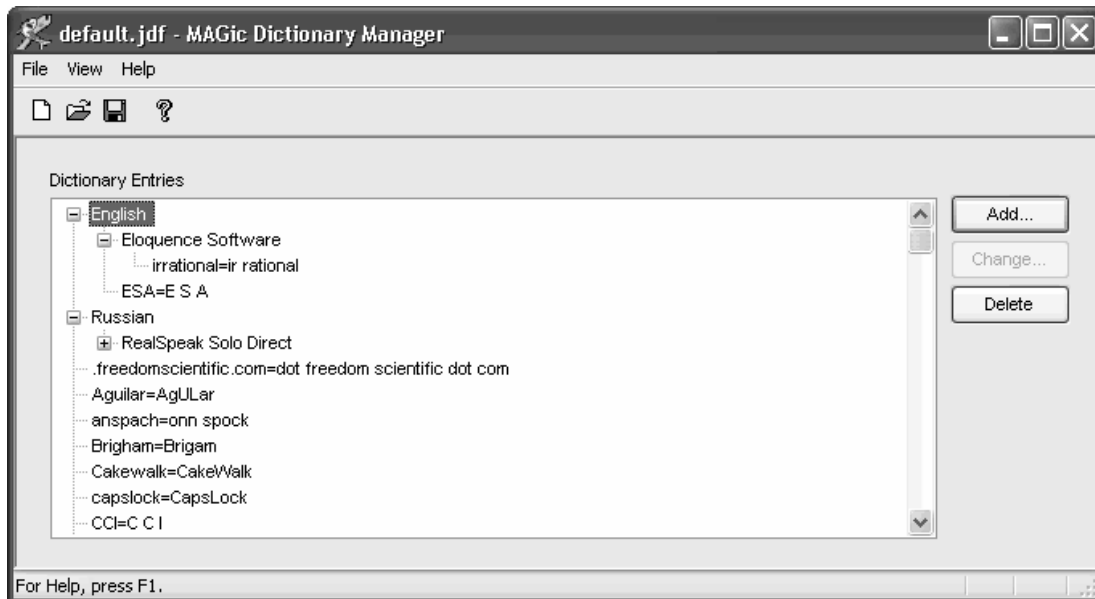 default.jdf - MAGic Dictionary Manager
File View Help
Dictionary Entries
English
Eloquence Software
irrational=ir rational
ESA=E S A
Russian
RealSpeak Solo Direct
.freedomscientific.com=dot freedom scientific dot com
Aguilar=AgULar
anspach=onn spock
Brigham=Brigam
Cakewalk=CakeWalk
capslock=CapsLock
CCI=C C I
Add...
Change...
Delete
For Help, press F1.